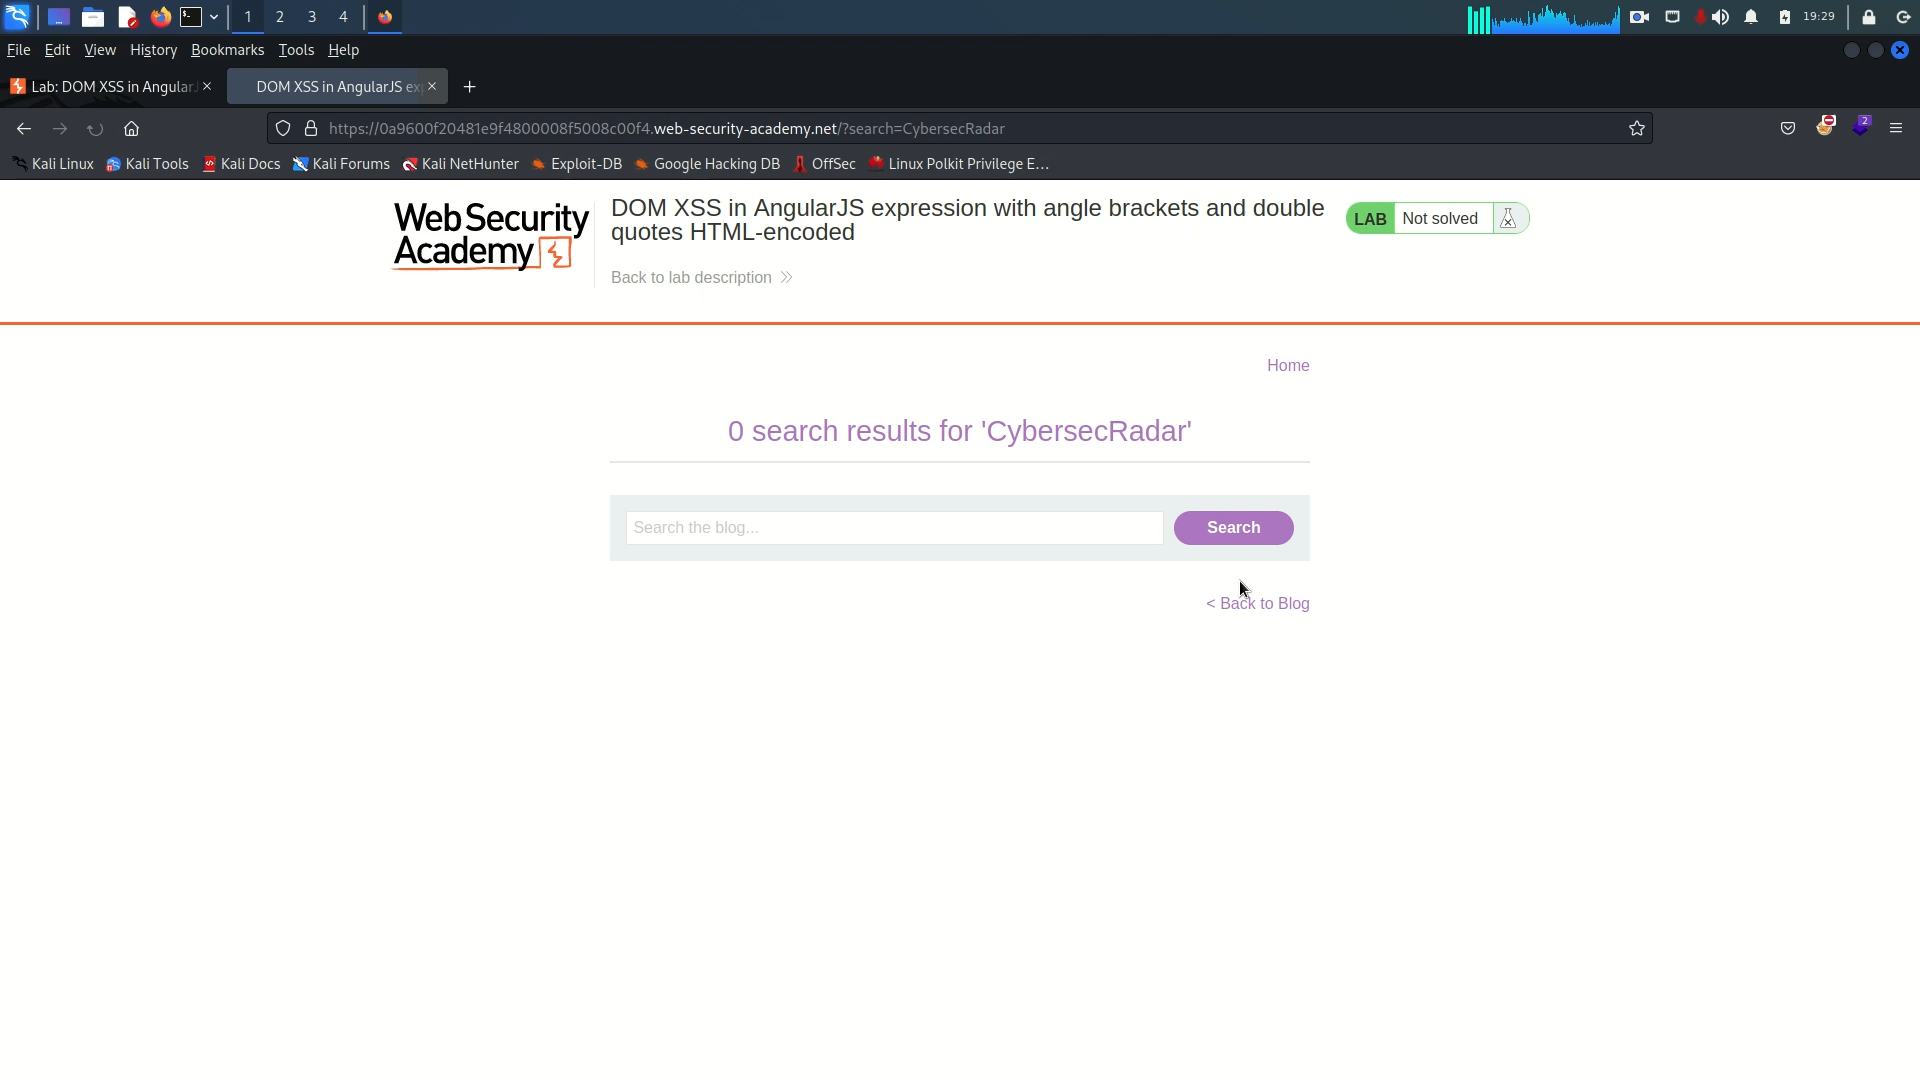 1 2 3 4 19:29
File Edit View History Bookmarks Tools Help
Lab: DOM XSS in Angular × DOM XSS in AngularJS ex × +
https://0a9600f20481e9f4800008f5008c00f4.web-security-academy.net/?search=CybersecRadar 2
Kali Linux Kali Tools Kali Docs Kali Forums Kali NetHunter Exploit-DB Google Hacking DB OffSec Linux Polkit Privilege E...
WebSecurity
Academy
DOM XSS in AngularJS expression with angle brackets and double
quotes HTML-encoded
LAB Not solved
Back to lab description
Home
0 search results for 'CybersecRadar'
Search the blog... Search
< Back to Blog